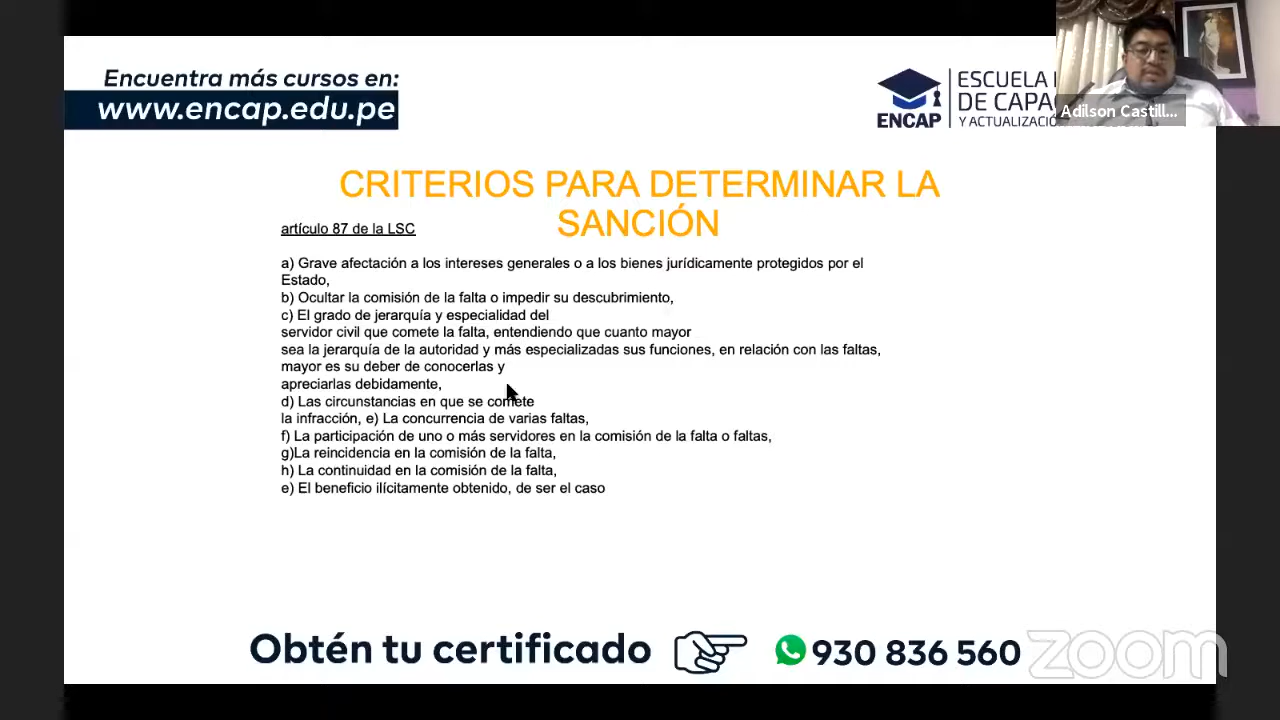 Encuentra más cursos en:
www.encap.edu.pe
ENCAP
ESCUELA
DE CAPA
Y ACTUALIZACIÓ
Adilson Castill...
CRITERIOS PARA DETERMINAR LA
SANCIÓN
artículo 87 de la LSC
a) Grave afectación a los intereses generales o a los bienes jurídicamente protegidos por el
Estado,
b) Ocultar la comisión de la falta o impedir su descubrimiento,
c) El grado de jerarquía y especialidad del
servidor civil que comete la falta, entendiendo que cuanto mayor
sea la jerarquía de la autoridad y más especializadas sus funciones, en relación con las faltas,
mayor es su deber de conocerlas y
apreciarlas debidamente,
d) Las circunstancias en que se comete
la infracción, e) La concurrencia de varias faltas,
f) La participación de uno o más servidores en la comisión de la falta o faltas,
g)La reincidencia en la comisión de la falta,
h) La continuidad en la comisión de la falta,
e) El beneficio ilícitamente obtenido, de ser el caso
Obtén tu certificado
930 836 560
zoom